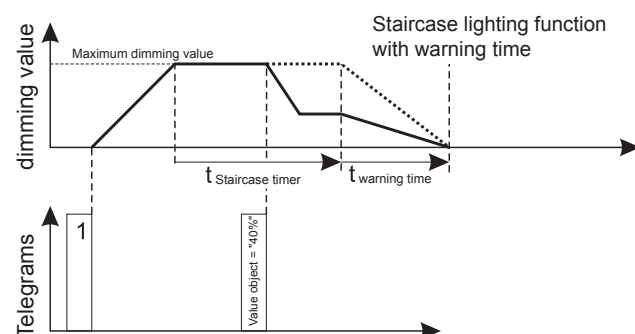 Staircase lighting function
with warning time
dimming value
Maximum dimming value
t Staircase timer
t warning time
Telegrams
1
Value object = "40%"